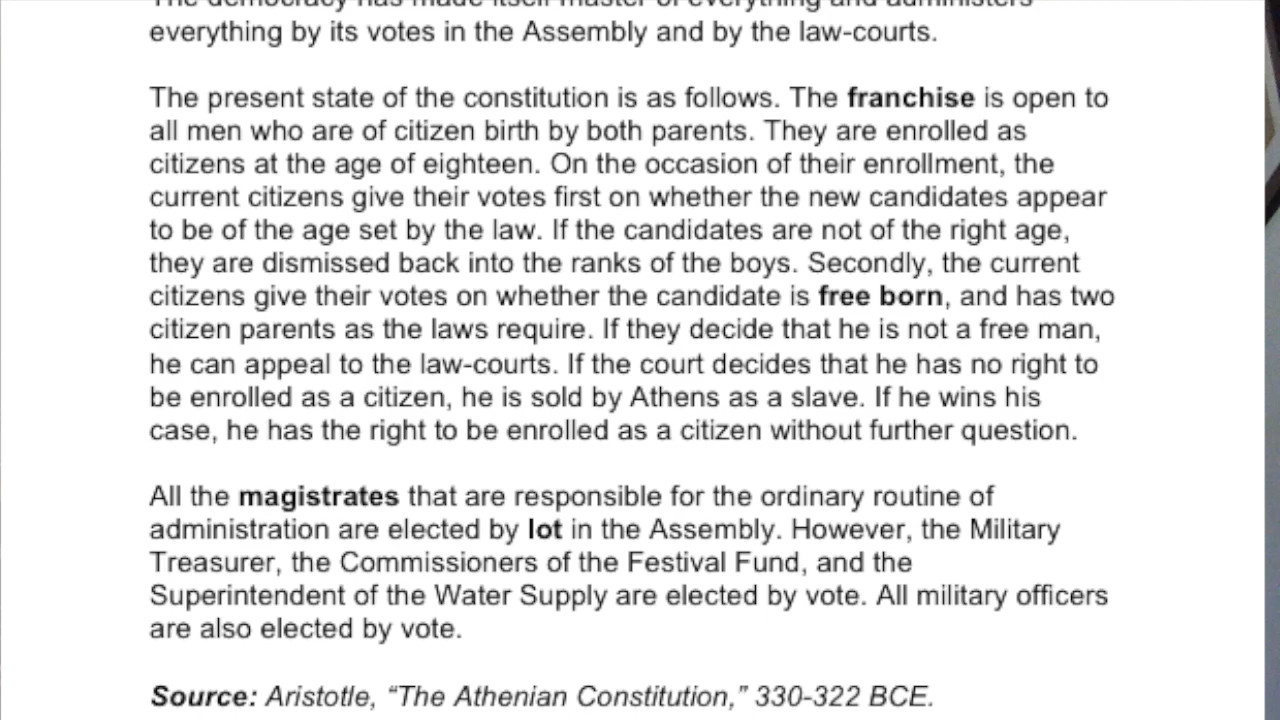 The democracy has made itself master of everything and administers
everything by its votes in the Assembly and by the law-courts.
The present state of the constitution is as follows. The franchise is open to
all men who are of citizen birth by both parents. They are enrolled as
citizens at the age of eighteen. On the occasion of their enrollment, the
current citizens give their votes first on whether the new candidates appear
to be of the age set by the law. If the candidates are not of the right age,
they are dismissed back into the ranks of the boys. Secondly, the current
citizens give their votes on whether the candidate is free born, and has two
citizen parents as the laws require. If they decide that he is not a free man,
he can appeal to the law-courts. If the court decides that he has no right to
be enrolled as a citizen, he is sold by Athens as a slave. If he wins his
case, he has the right to be enrolled as a citizen without further question.
All the magistrates that are responsible for the ordinary routine of
administration are elected by lot in the Assembly. However, the Military
Treasurer, the Commissioners of the Festival Fund, and the
Superintendent of the Water Supply are elected by vote. All military officers
are also elected by vote.
Source: Aristotle, “The Athenian Constitution,” 330-322 BCE.